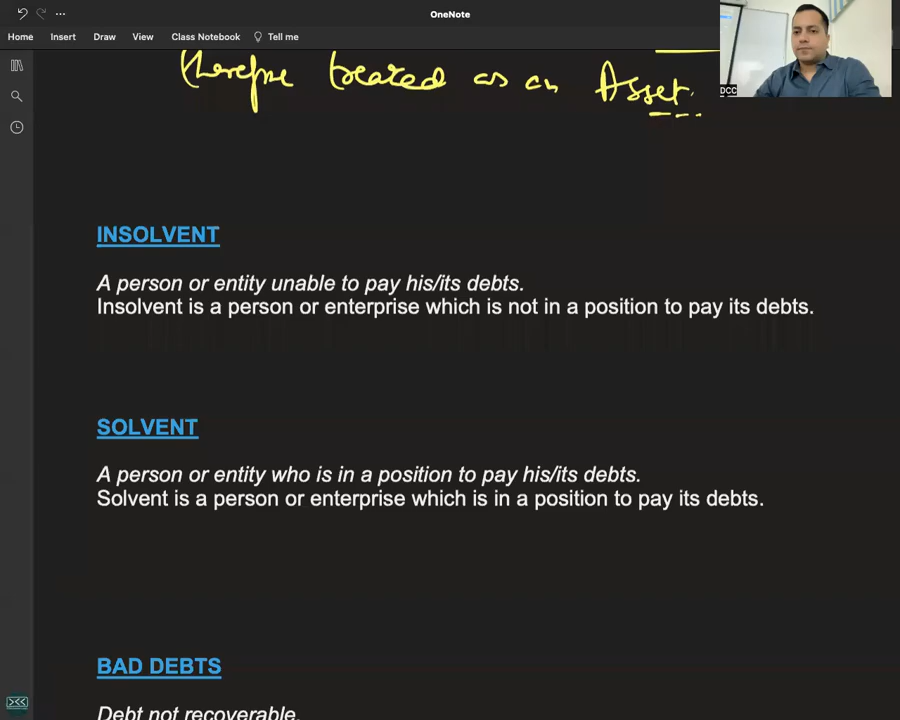 OneNote
Home Insert Draw View Class Notebook Tell me
therefore treated as an Asset.
DCC
INSOLVENT
A person or entity unable to pay his/its debts.
Insolvent is a person or enterprise which is not in a position to pay its debts.
SOLVENT
A person or entity who is in a position to pay his/its debts.
Solvent is a person or enterprise which is in a position to pay its debts.
BAD DEBTS
Debt not recoverable.